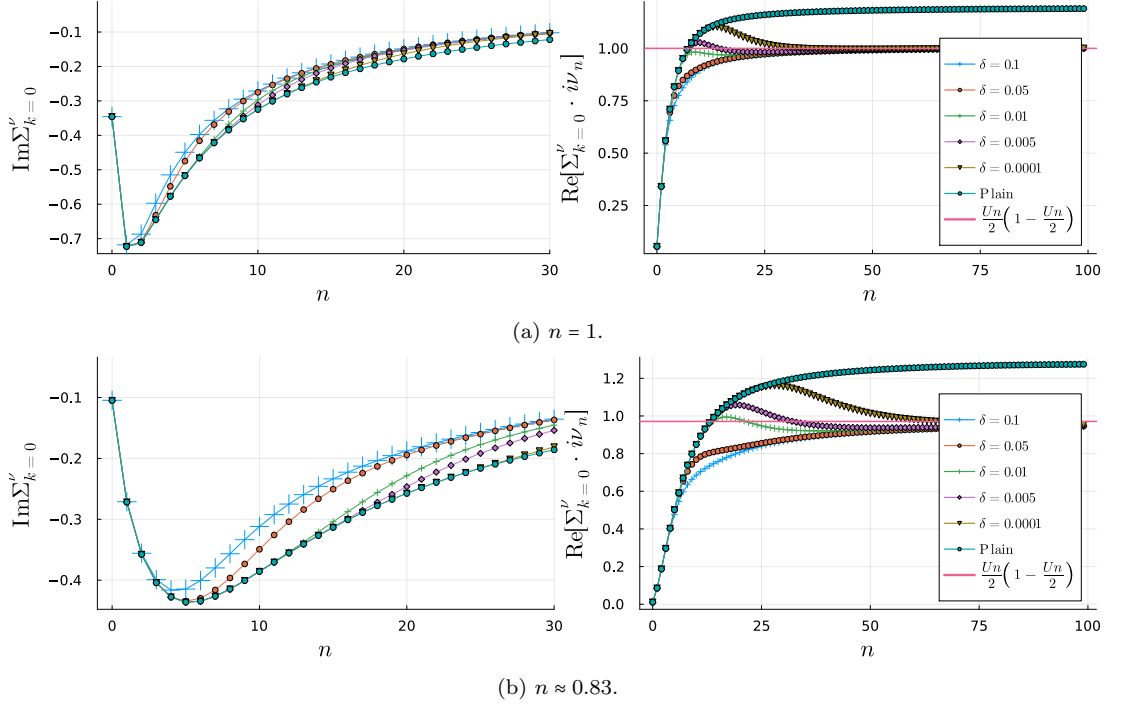 ImΣ^ν_{k=0}
−0.1
−0.2
−0.3
−0.4
−0.5
−0.6
−0.7
0 10 20 30
n
Re[Σ^ν_{k=0} · iν_n]
1.00
0.75
0.50
0.25
0 25 50 75 100
n
δ = 0.1
δ = 0.05
δ = 0.01
δ = 0.005
δ = 0.0001
Plain
Un/2(1 − Un/2)
(a) n = 1.
ImΣ^ν_{k=0}
−0.1
−0.2
−0.3
−0.4
0 10 20 30
n
Re[Σ^ν_{k=0} · iν_n]
1.2
1.0
0.8
0.6
0.4
0.2
0.0
0 25 50 75 100
n
δ = 0.1
δ = 0.05
δ = 0.01
δ = 0.005
δ = 0.0001
Plain
Un/2(1 − Un/2)
(b) n ≈ 0.83.